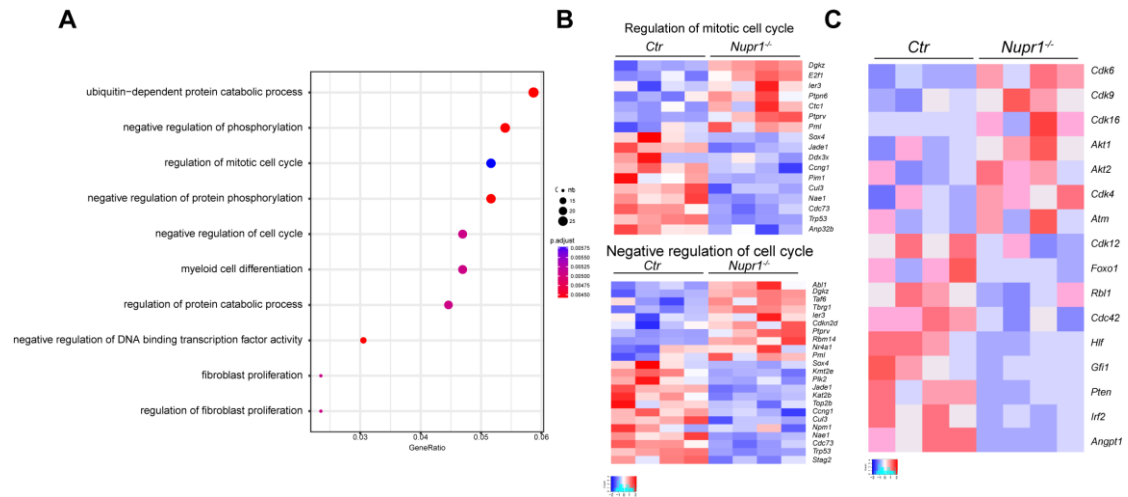 A
ubiquitin−dependent protein catabolic process
negative regulation of phosphorylation
regulation of mitotic cell cycle
negative regulation of protein phosphorylation
negative regulation of cell cycle
myeloid cell differentiation
regulation of protein catabolic process
negative regulation of DNA binding transcription factor activity
fibroblast proliferation
regulation of fibroblast proliferation
0.03 0.04 0.05 0.06
GeneRatio
nb
15
20
25
p.adjust
0.00575
0.00550
0.00525
0.00500
0.00475
0.00450
B
Regulation of mitotic cell cycle
Ctr Nupr1-/-
Dgkz
E2f1
Ier3
Ptpn6
Ctc1
Ptprv
Pml
Sox4
Jade1
Ddx3x
Ccng1
Pim1
Cul3
Nae1
Cdc73
Trp53
Anp32b
Negative regulation of cell cycle
Ctr Nupr1-/-
Abl1
Dgkz
Taf6
Tbrg1
Ier3
Cdkn2d
Ptprv
Rbm14
Nr4a1
Pml
Sox4
Kmt2e
Plk2
Jade1
Kat2b
Top2b
Ccng1
Cul3
Npm1
Nae1
Cdc73
Trp53
Stag2
C
Ctr Nupr1-/-
Cdk6
Cdk9
Cdk16
Akt1
Akt2
Cdk4
Atm
Cdk12
Foxo1
Rbl1
Cdc42
Hlf
Gfi1
Pten
Irf2
Angpt1